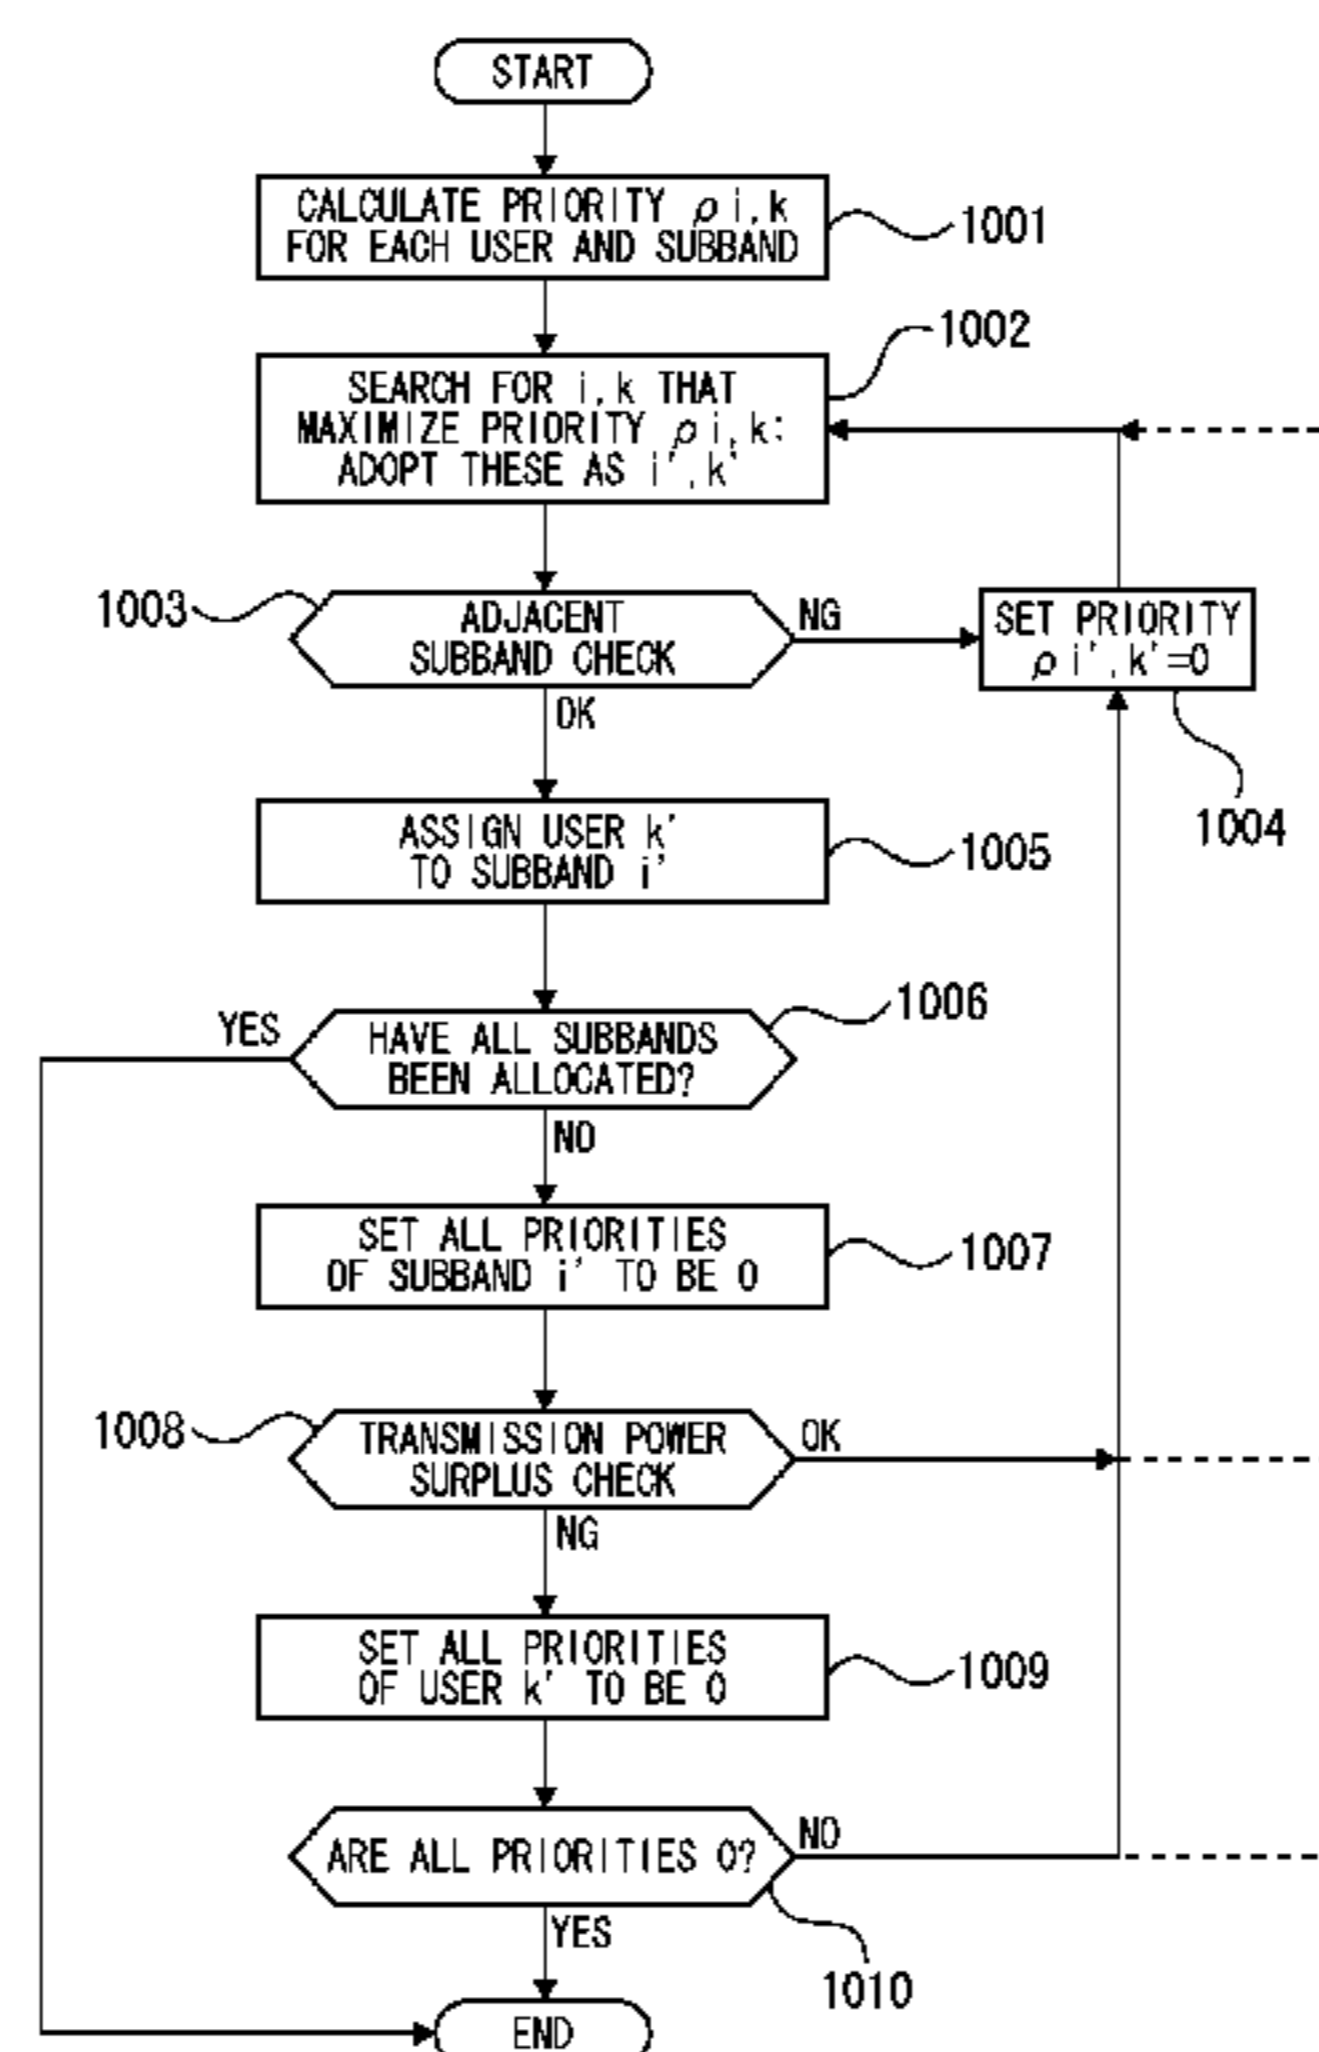 START
CALCULATE PRIORITY ρi,k
FOR EACH USER AND SUBBAND
1001
1002
SEARCH FOR i,k THAT
MAXIMIZE PRIORITY ρi,k:
ADOPT THESE AS i',k'
1003
ADJACENT
SUBBAND CHECK
NG
SET PRIORITY
ρi',k'=0
OK
1004
ASSIGN USER k'
TO SUBBAND i'
1005
1006
YES
HAVE ALL SUBBANDS
BEEN ALLOCATED?
NO
SET ALL PRIORITIES
OF SUBBAND i' TO BE 0
1007
1008
TRANSMISSION POWER
SURPLUS CHECK
OK
NG
SET ALL PRIORITIES
OF USER k' TO BE 0
1009
ARE ALL PRIORITIES 0?
NO
YES
1010
END